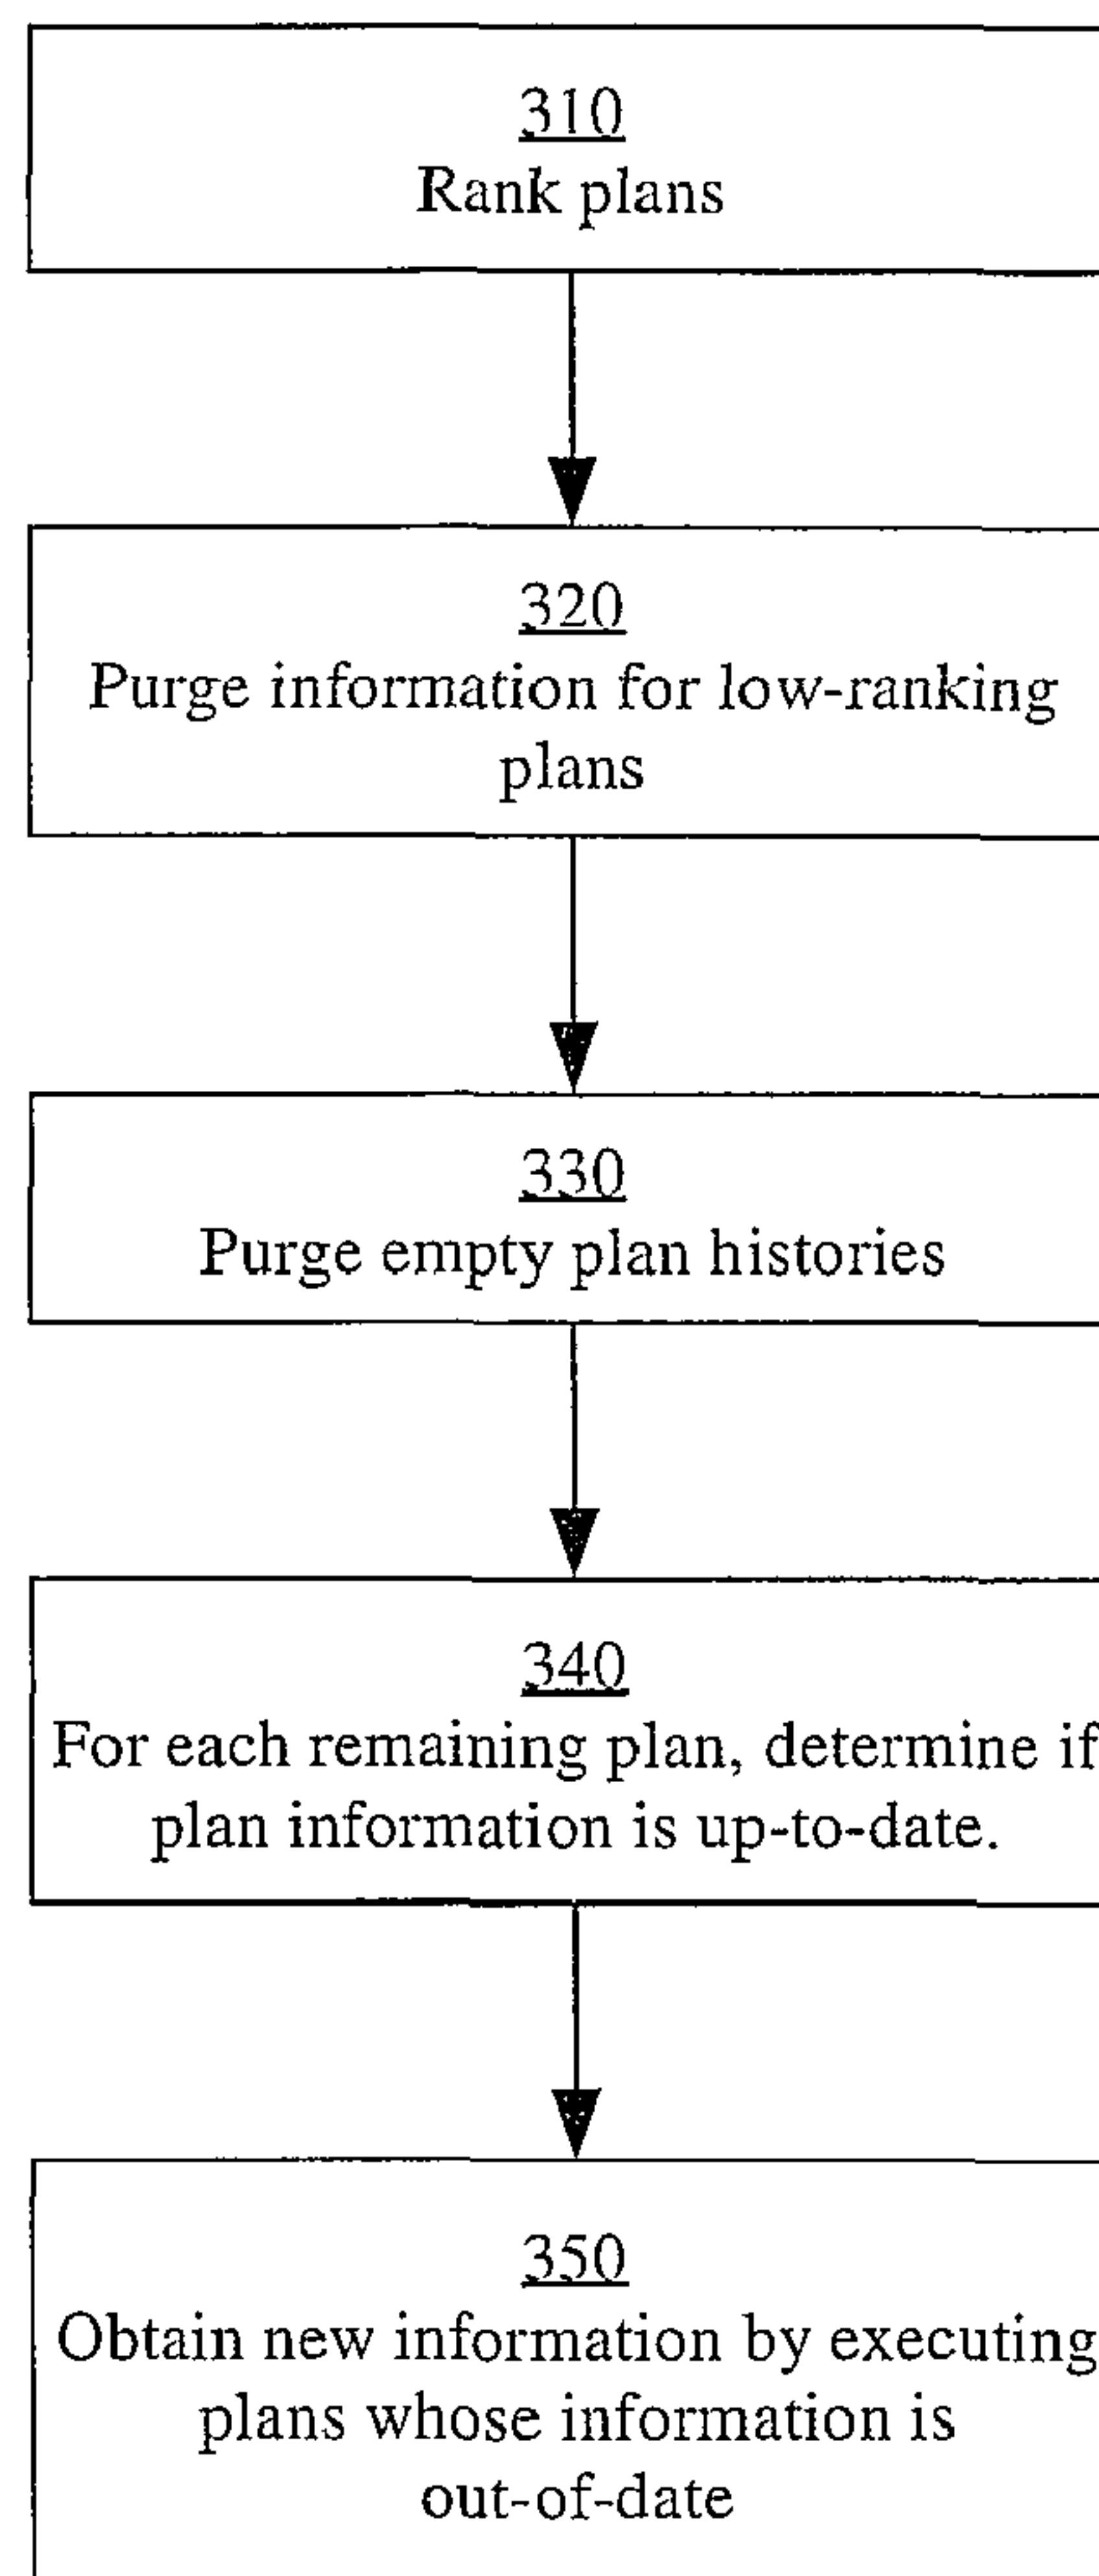 310
Rank plans
320
Purge information for low-ranking
plans
330
Purge empty plan histories
340
For each remaining plan, determine if
plan information is up-to-date.
350
Obtain new information by executing
plans whose information is
out-of-date